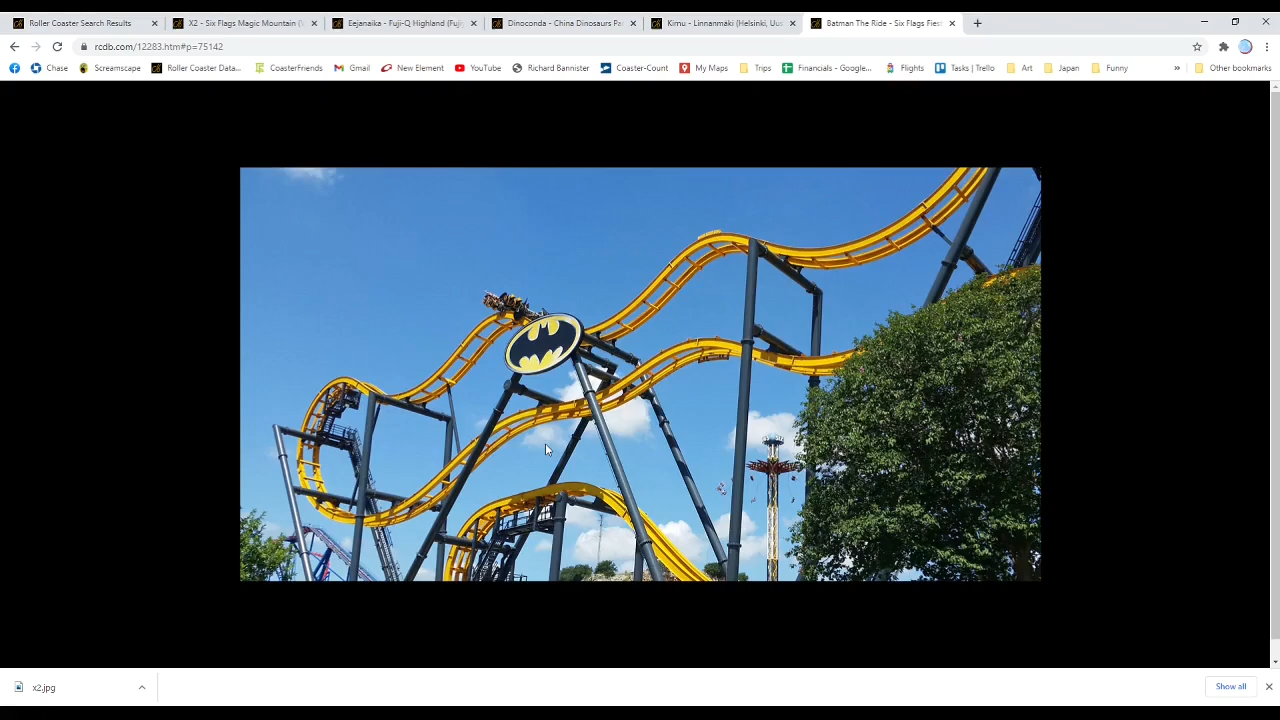 Roller Coaster Search Results
X2 - Six Flags Magic Mountain (V
Eejanaika - Fuji-Q Highland (Fuji
Dinoconda - China Dinosaurs Pa
Kirnu - Linnanmäki (Helsinki, Uus
Batman The Ride - Six Flags Fies
rcdb.com/12283.htm#p=75142
Chase
Screamscape
Roller Coaster Data...
CoasterFriends
Gmail
New Element
YouTube
Richard Bannister
Coaster-Count
My Maps
Trips
Financials - Google...
Flights
Tasks | Trello
Art
Japan
Funny
»
Other bookmarks
x2.jpg
Show all